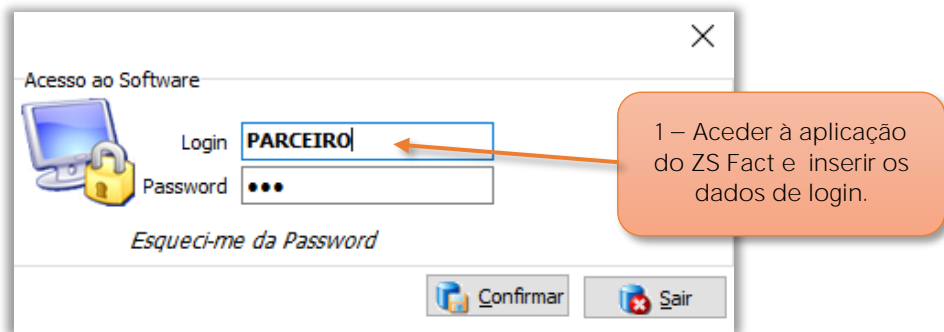 Acesso ao Software
Login PARCEIRO
Password •••
Esqueci-me da Password
Confirmar Sair
1 – Aceder à aplicação
do ZS Fact e inserir os
dados de login.